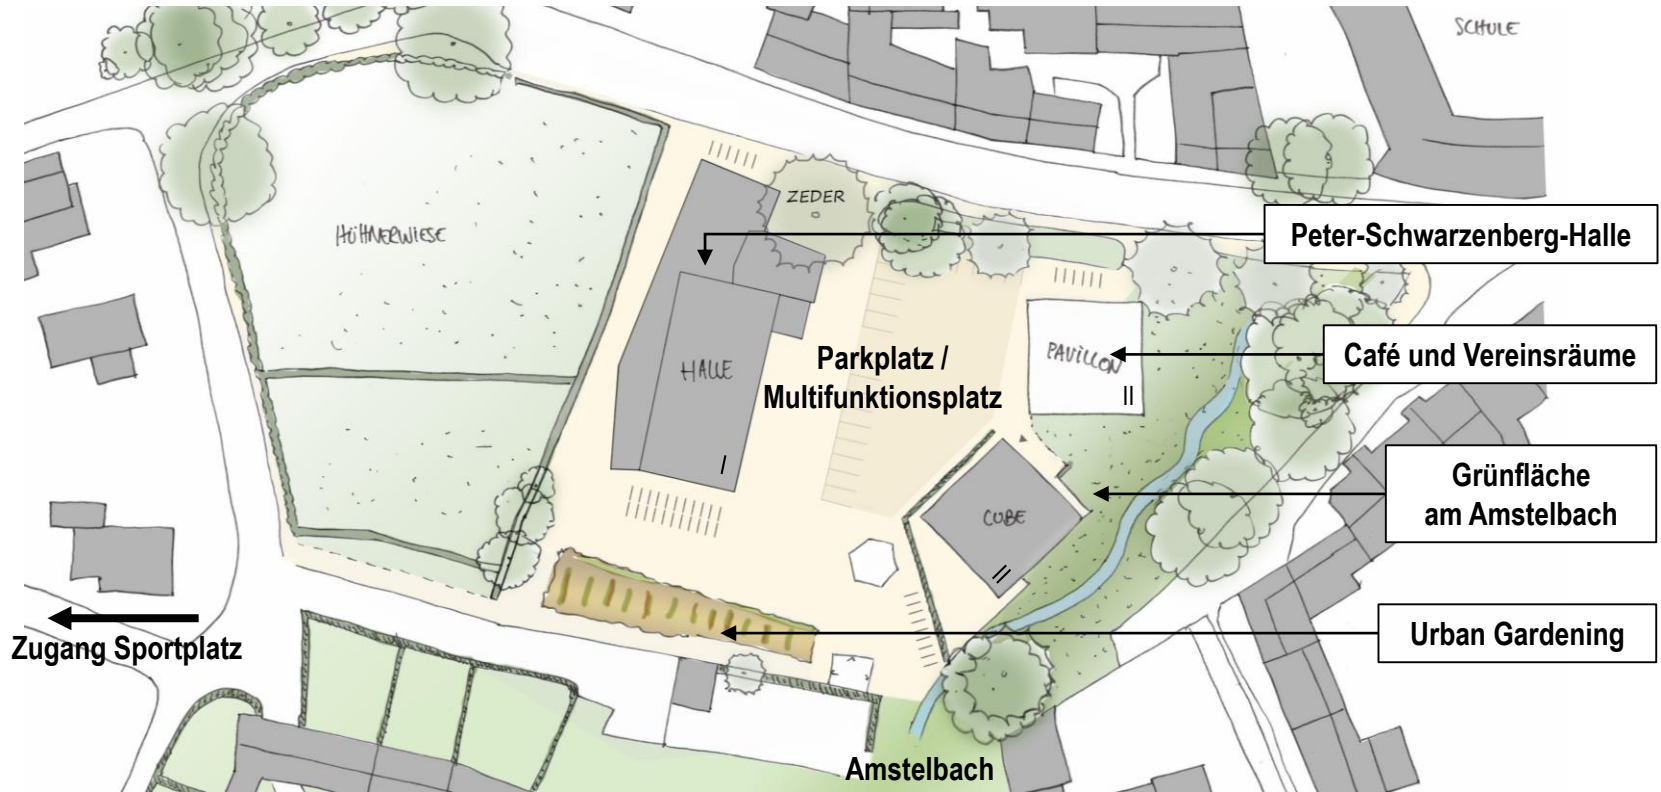 SCHULE
ZEDER
HÜHNERWIESE
Peter-Schwarzenberg-Halle
PAVILLON
II
Café und Vereinsräume
HALLE
I
Parkplatz /
Multifunktionsplatz
Grünfläche
am Amstelbach
CUBE
II
Zugang Sportplatz
Urban Gardening
Amstelbach